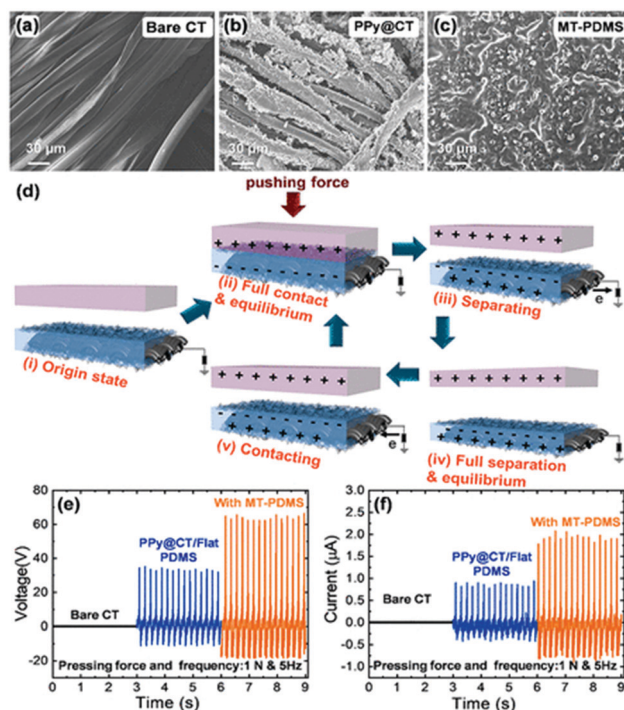 (a) Bare CT
30 µm
(b) PPy@CT
30 µm
(c) MT-PDMS
30 µm
(d)
pushing force
+ + + + + + + +
- - - - - - - -
(ii) Full contact
& equilibrium
+ + + + + + + +
(iii) Separating
e
(i) Origin state
+ + + + + + + +
(v) Contacting
e
+ + + + + + + +
(iv) Full separation
& equilibrium
(e)
Voltage(V)
80
60
40
20
0
-20
Bare CT
PPy@CT/Flat
PDMS
With MT-PDMS
Pressing force and frequency:1 N & 5Hz
0 1 2 3 4 5 6 7 8 9
Time (s)
(f)
Current (µA)
3.0
2.5
2.0
1.5
1.0
0.5
0.0
-0.5
-1.0
Bare CT
PPy@CT/Flat
PDMS
With MT-PDMS
Pressing force and frequency:1 N & 5Hz
0 1 2 3 4 5 6 7 8 9
Time (s)